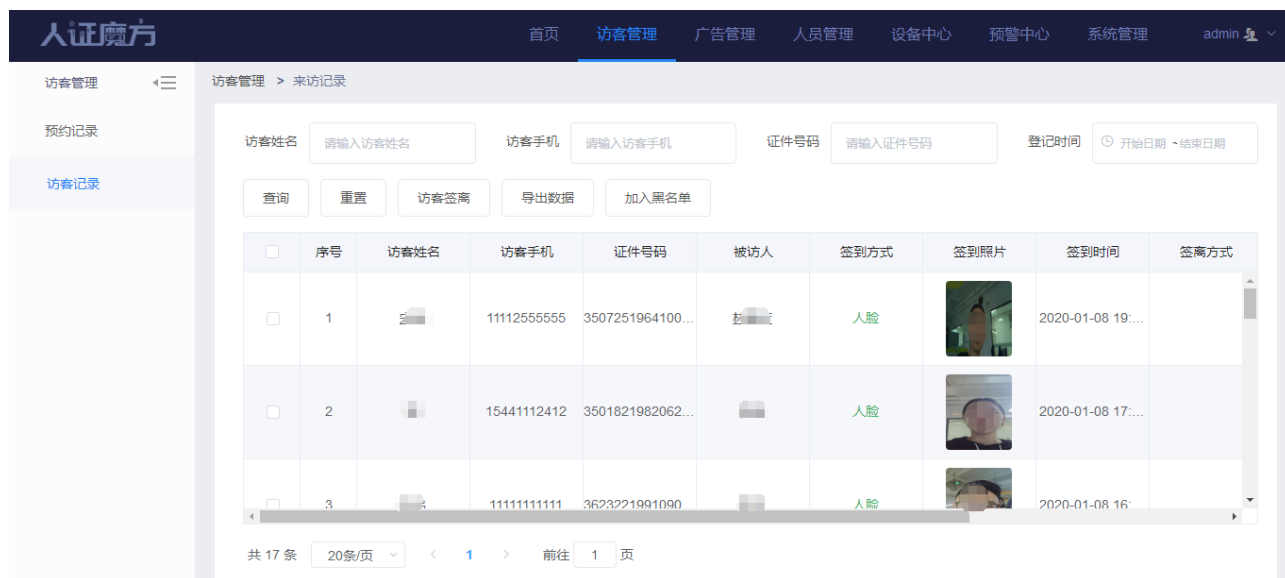 人证魔方 首页 访客管理 广告管理 人员管理 设备中心 预警中心 系统管理 admin
访客管理
预约记录
访客记录
访客管理 > 来访记录
访客姓名 请输入访客姓名 访客手机 请输入访客手机 证件号码 请输入证件号码 登记时间 开始日期 ~结束日期
查询 重置 访客签离 导出数据 加入黑名单
序号 访客姓名 访客手机 证件号码 被访人 签到方式 签到照片 签到时间 签离方式
1 11112555555 3507251964100... 人脸 2020-01-08 19:...
2 15441112412 3501821982062... 人脸 2020-01-08 17:...
3 11111111111 3623221991090 人脸 2020-01-08 16:
共 17 条 20条/页 < 1 > 前往 1 页